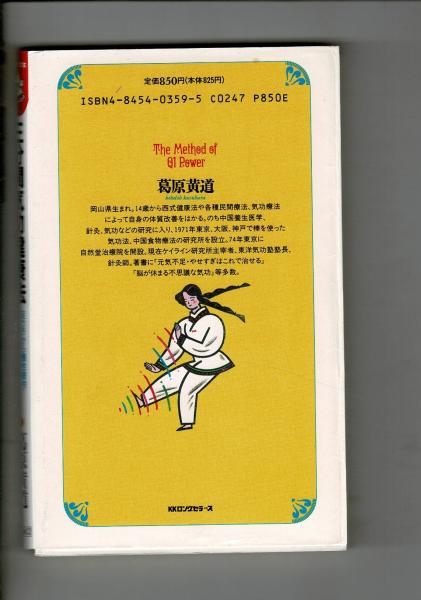 定価850円(本体825円)
ISBN4-8454-0359-5 C0247 P850E
The Method of
QI Power
葛原黄道
kohdoh kuzuhara
岡山県生まれ。14歳から西式健康法や各種民間療法、気功療法
によって自身の体質改善をはかる。のち中国養生医学、
針灸、気功などの研究に入り、1971年東京、大阪、神戸で棒を使った
気功法、中国食物療法の研究所を設立。74年東京に
自然堂治療院を開設。現在ケイライン研究所主宰者、東洋気功塾塾長、
針灸師。著書に「元気不足・やせすぎはこれで治せる」
「脳が休まる不思議な気功」等多数。
KKロングセラーズ